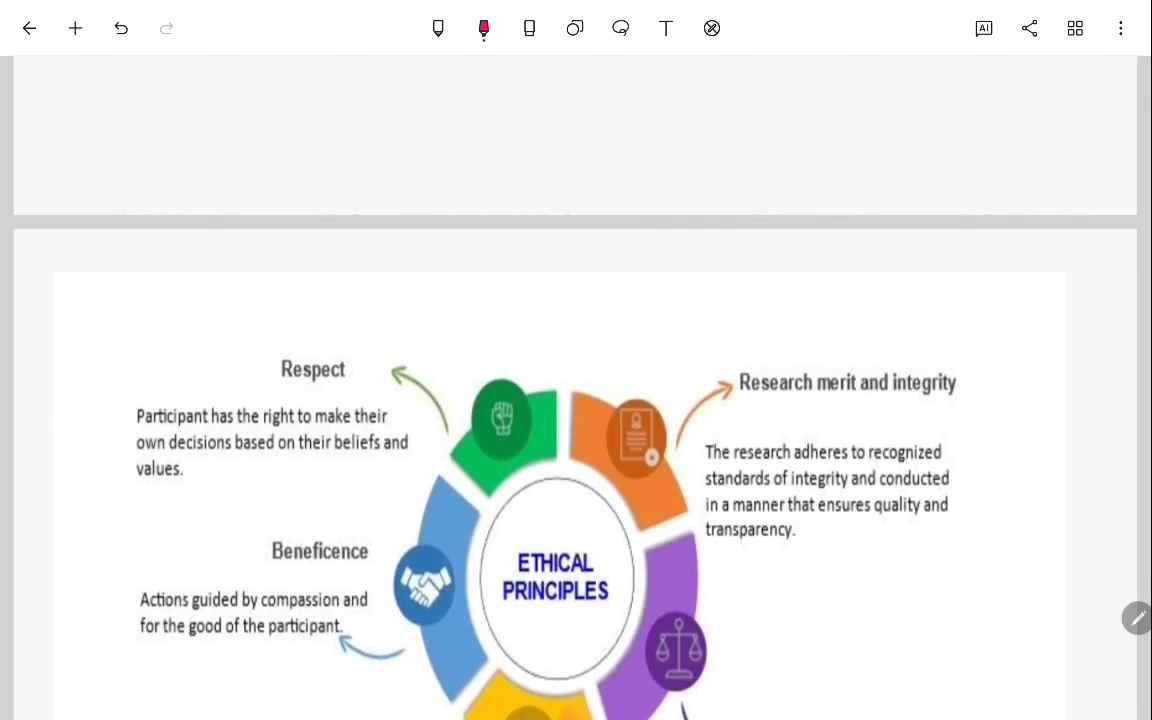 AI
T
Respect
Participant has the right to make their
own decisions based on their beliefs and
values.
Research merit and integrity
The research adheres to recognized
standards of integrity and conducted
in a manner that ensures quality and
transparency.
Beneficence
Actions guided by compassion and
for the good of the participant.
ETHICAL
PRINCIPLES